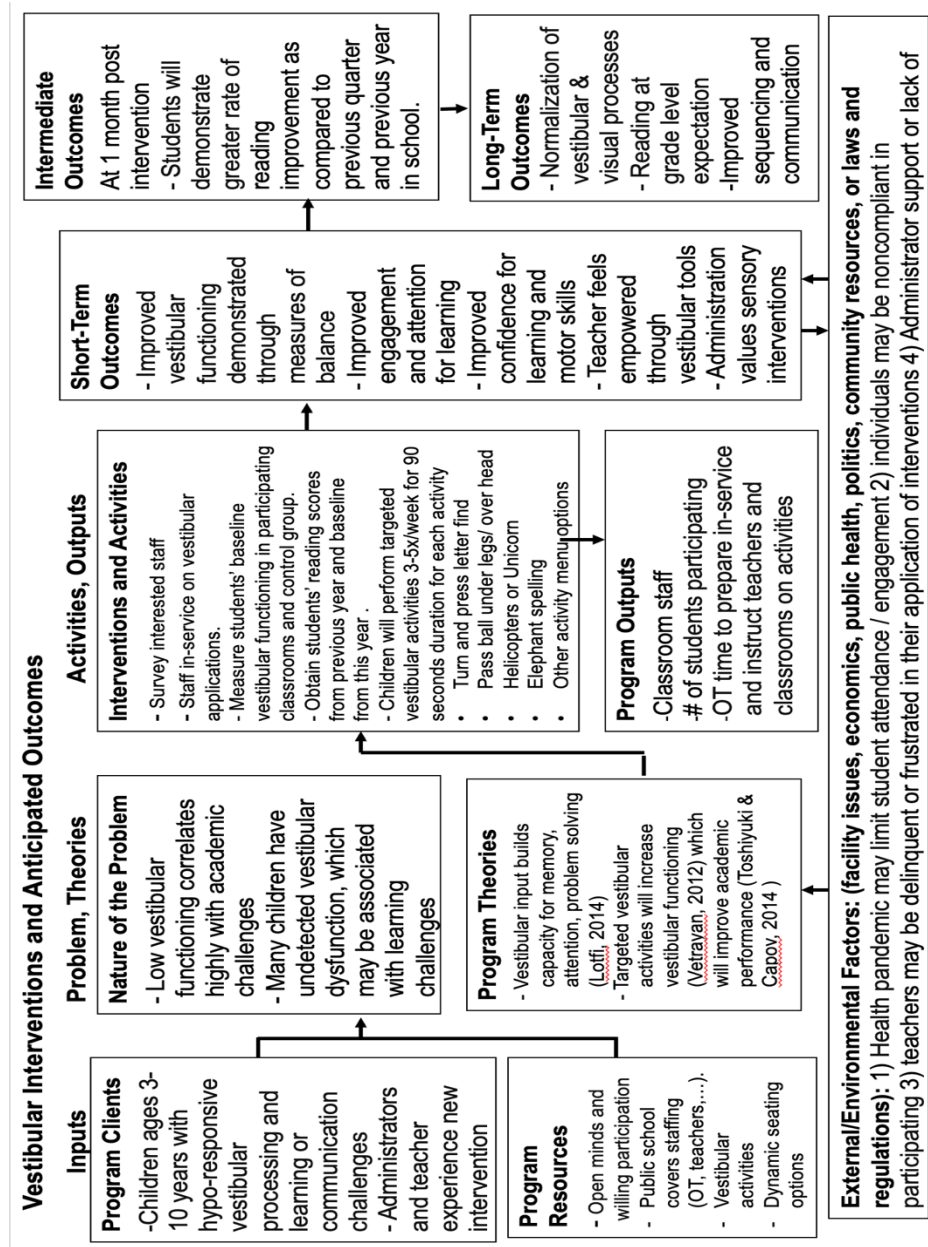 Vestibular Interventions and Anticipated Outcomes
Inputs
Program Clients
-Children ages 3-
10 years with
hypo-responsive
vestibular
processing and
learning or
communication
challenges
- Administrators
and teacher
experience new
intervention
Program
Resources
- Open minds and
willing participation
- Public school
covers staffing
(OT, teachers,…).
- Vestibular
activities
- Dynamic seating
options
Problem, Theories
Nature of the Problem
- Low vestibular
functioning correlates
highly with academic
challenges
- Many children have
undetected vestibular
dysfunction, which
may be associated
with learning
challenges
Program Theories
- Vestibular input builds
capacity for memory,
attention, problem solving
(Lotfi, 2014)
- Targeted vestibular
activities will increase
vestibular functioning
(Vetrayan, 2012) which
will improve academic
performance (Toshiyuki &
Capov, 2014 )
Activities, Outputs
Interventions and Activities
- Survey interested staff
- Staff in-service on vestibular
applications.
- Measure students' baseline
vestibular functioning in participating
classrooms and control group.
- Obtain students' reading scores
from previous year and baseline
from this year .
- Children will perform targeted
vestibular activities 3-5x/week for 90
seconds duration for each activity
• Turn and press letter find
• Pass ball under legs/ over head
• Helicopters or Unicorn
• Elephant spelling
• Other activity menu options
Program Outputs
-Classroom staff
-# of students participating
-OT time to prepare in-service
and instruct teachers and
classrooms on activities
Short-Term
Outcomes
- Improved
vestibular
functioning
demonstrated
through
measures of
balance
- Improved
engagement
and attention
for learning
- Improved
confidence for
learning and
motor skills
- Teacher feels
empowered
through
vestibular tools
- Administration
values sensory
interventions
Intermediate
Outcomes
At 1 month post
intervention
- Students will
demonstrate
greater rate of
reading
improvement as
compared to
previous quarter
and previous year
in school.
Long-Term
Outcomes
- Normalization of
vestibular &
visual processes
- Reading at
grade level
expectation
-Improved
sequencing and
communication
External/Environmental Factors: (facility issues, economics, public health, politics, community resources, or laws and
regulations): 1) Health pandemic may limit student attendance / engagement 2) individuals may be noncompliant in
participating 3) teachers may be delinquent or frustrated in their application of interventions 4) Administrator support or lack of